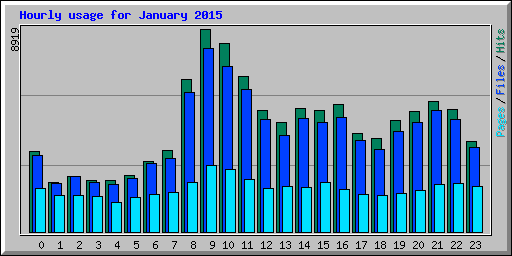 Hourly usage for January 2015
8919
Pages/Files/Hits
0 1 2 3 4 5 6 7 8 9 10 11 12 13 14 15 16 17 18 19 20 21 22 23